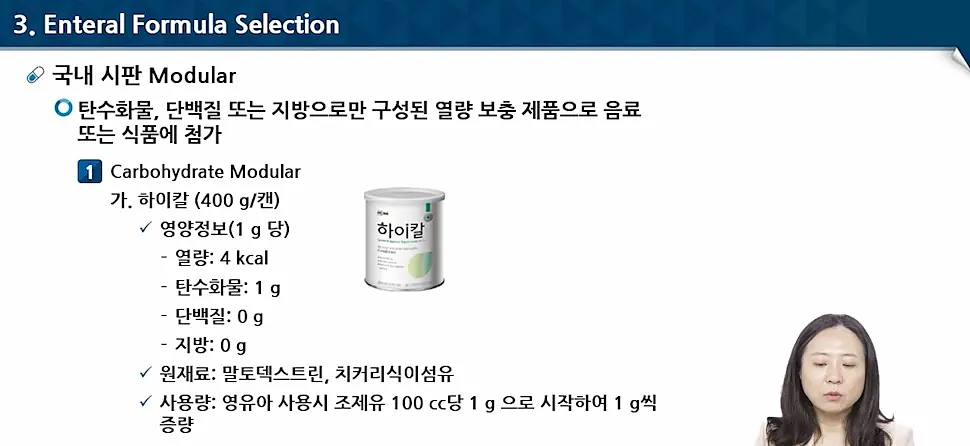 3. Enteral Formula Selection
국내 시판 Modular
탄수화물, 단백질 또는 지방으로만 구성된 열량 보충 제품으로 음료
또는 식품에 첨가
1 Carbohydrate Modular
가. 하이칼 (400 g/캔)
하이칼
✓ 영양정보(1 g 당)
- 열량: 4 kcal
- 탄수화물: 1 g
- 단백질: 0 g
- 지방: 0 g
✓ 원재료: 말토덱스트린, 치커리식이섬유
✓ 사용량: 영유아 사용시 조제유 100 cc당 1 g 으로 시작하여 1 g씩
증량